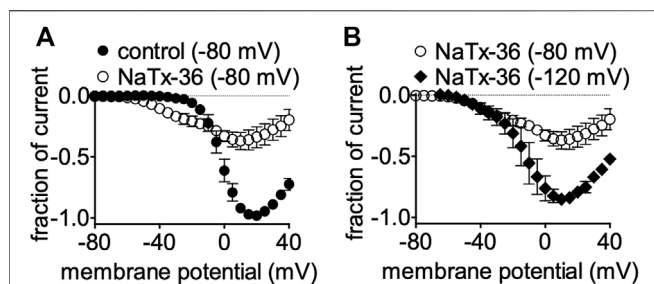 A
control (-80 mV)
NaTx-36 (-80 mV)
fraction of current
0.0
-0.5
-1.0
-80
-40
0
40
membrane potential (mV)
B
NaTx-36 (-80 mV)
NaTx-36 (-120 mV)
fraction of current
0.0
-0.5
-1.0
-80
-40
0
40
membrane potential (mV)